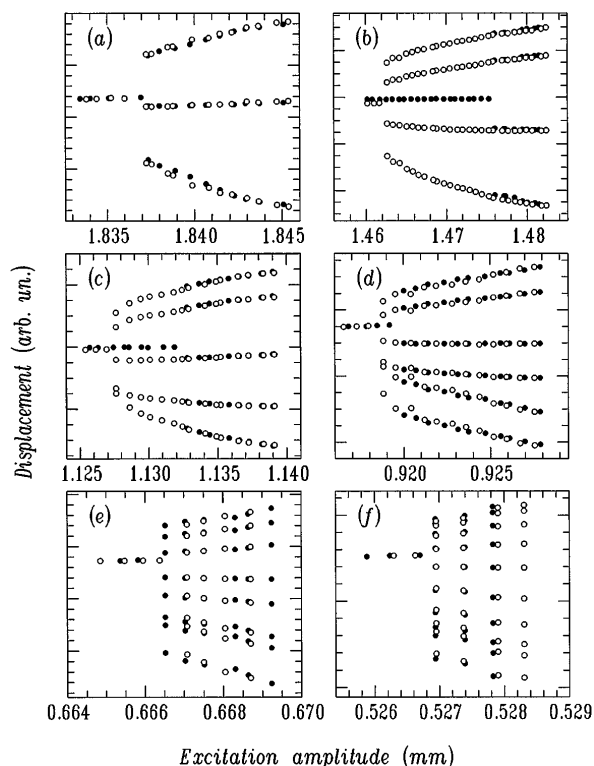 (a)
(b)
1.835 1.840 1.845
1.46 1.47 1.48
(c)
(d)
1.125 1.130 1.135 1.140
0.920 0.925
(e)
(f)
0.664 0.666 0.668 0.670
0.526 0.527 0.528 0.529
Displacement (arb. un.)
Excitation amplitude (mm)